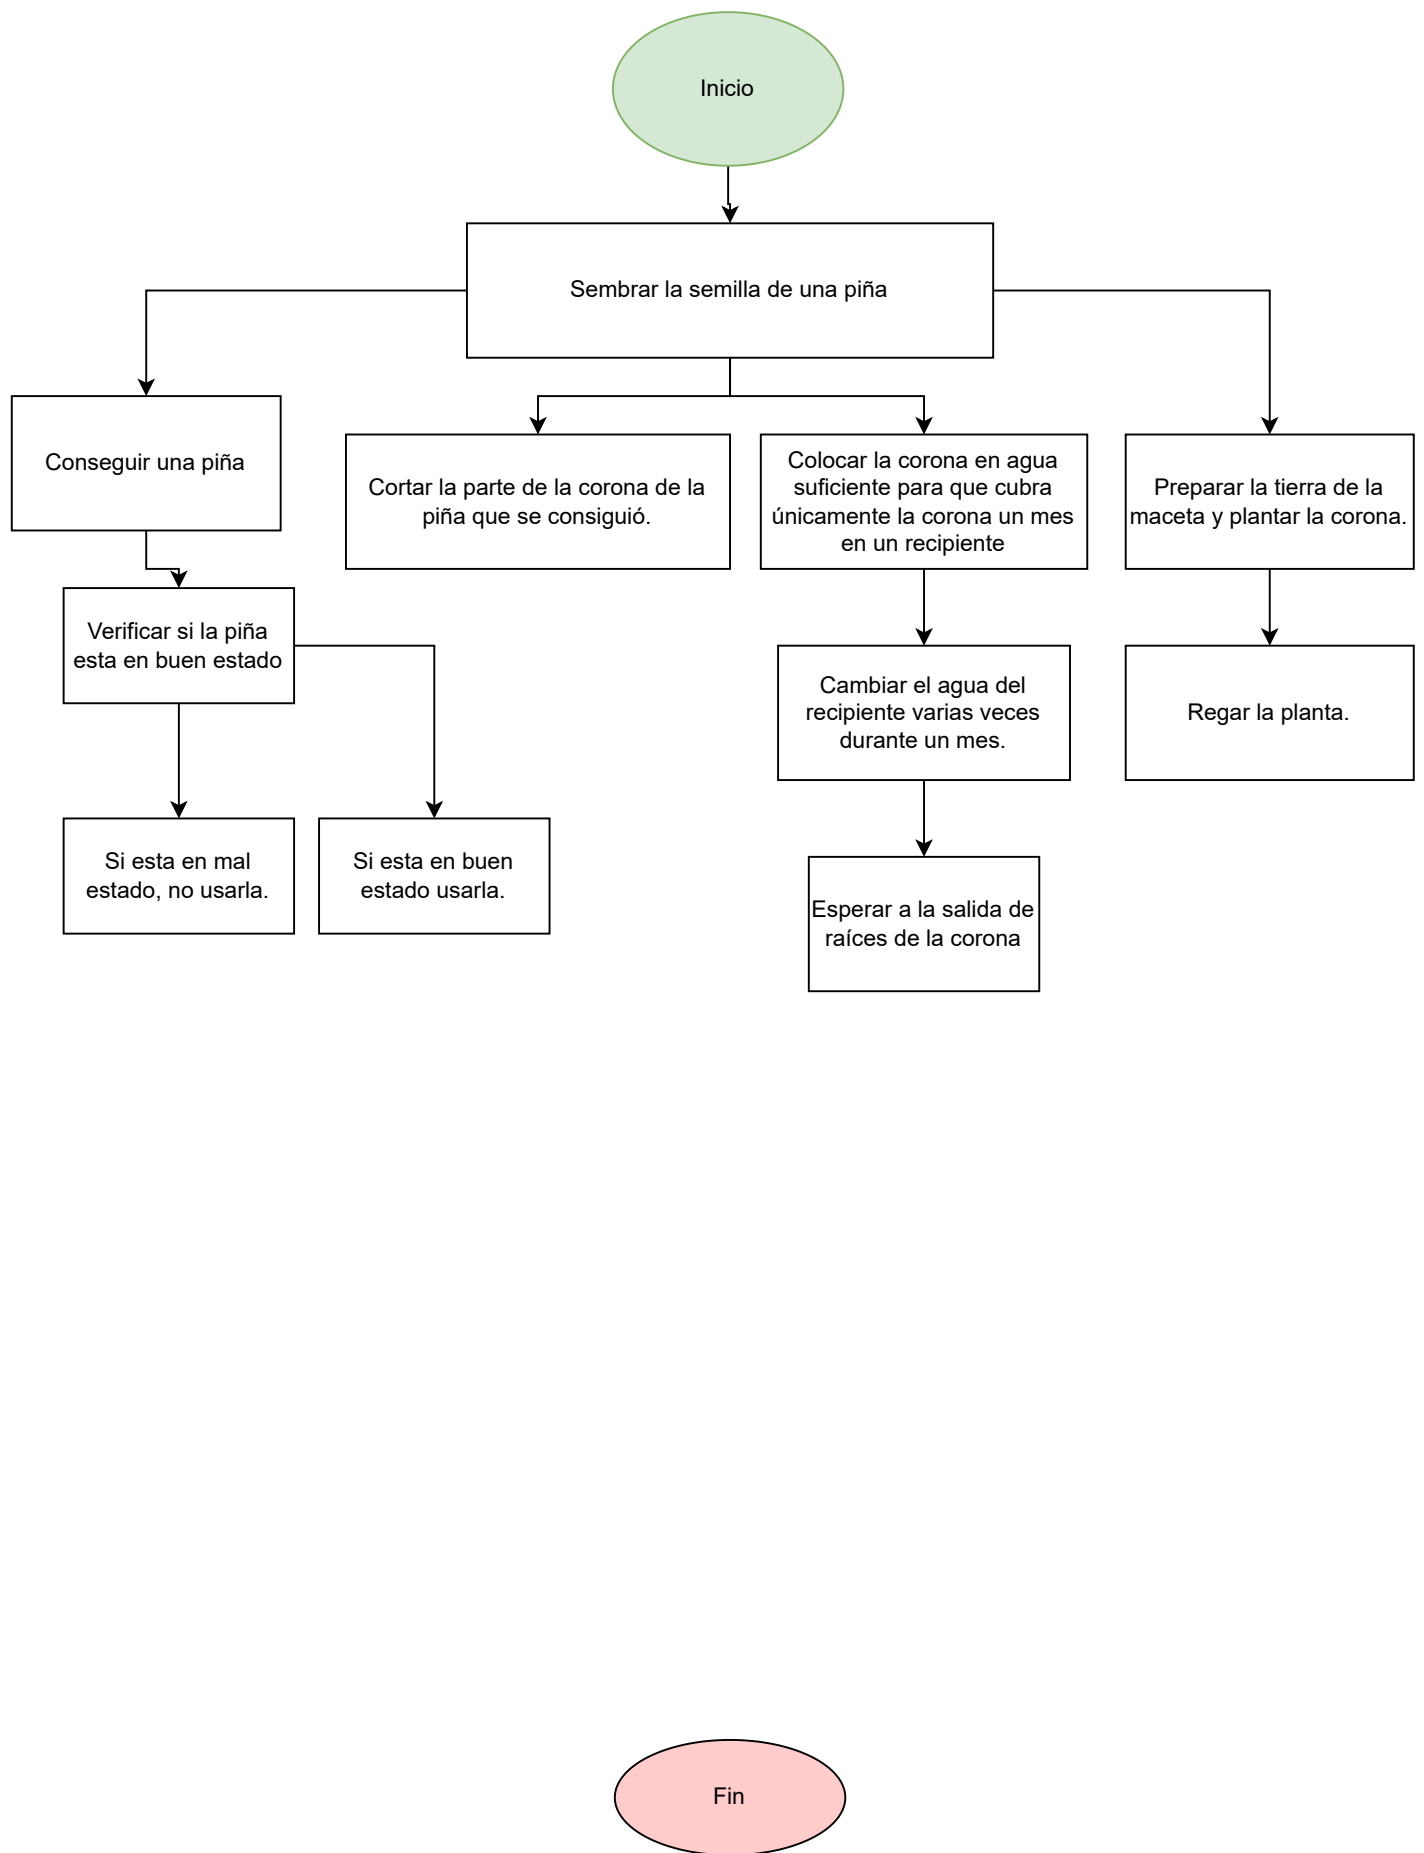 Inicio
Sembrar la semilla de una piña
Conseguir una piña
Cortar la parte de la corona de la
piña que se consiguió.
Colocar la corona en agua
suficiente para que cubra
únicamente la corona un mes
en un recipiente
Preparar la tierra de la
maceta y plantar la corona.
Verificar si la piña
esta en buen estado
Cambiar el agua del
recipiente varias veces
durante un mes.
Regar la planta.
Si esta en mal
estado, no usarla.
Si esta en buen
estado usarla.
Esperar a la salida de
raíces de la corona
Fin